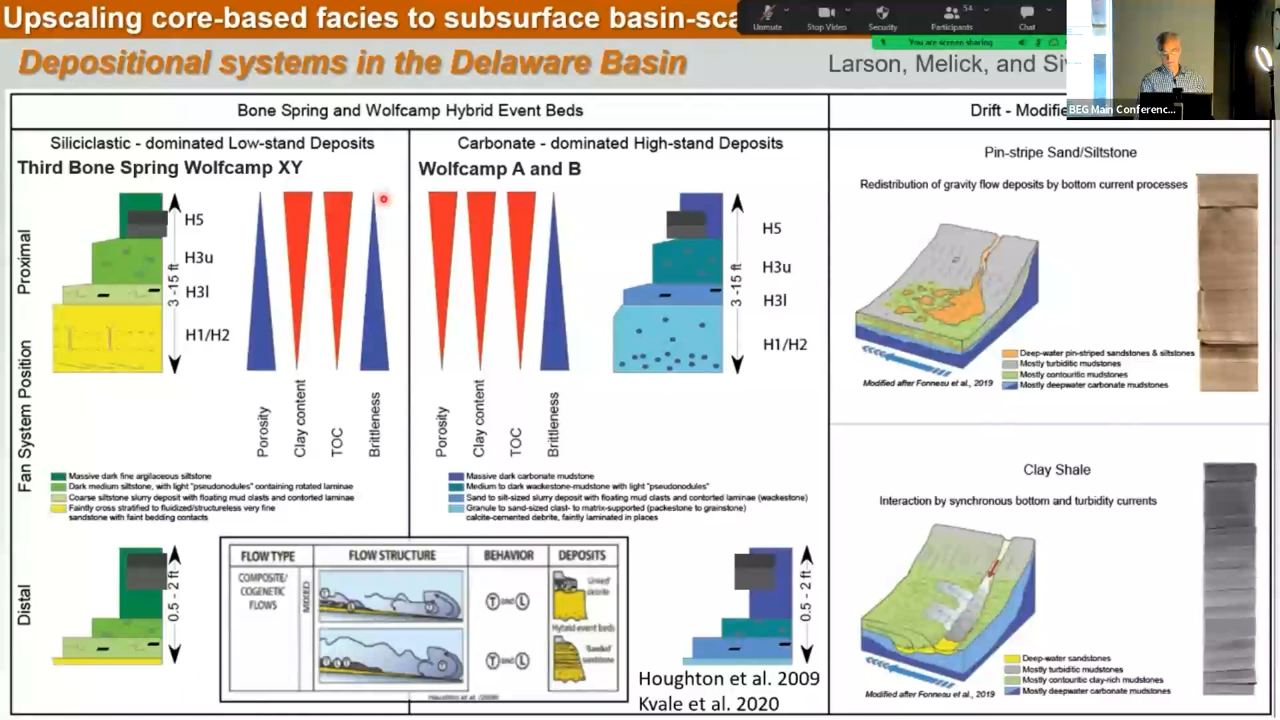 Upscaling core-based facies to subsurface basin-sca
Unmute
Stop Video
Security
54
Participants
Chat
You are screen sharing
BEG Main Conferenc...
Depositional systems in the Delaware Basin
Larson, Melick, and Si
Bone Spring and Wolfcamp Hybrid Event Beds
Drift - Modifie
Siliciclastic - dominated Low-stand Deposits
Third Bone Spring Wolfcamp XY
Carbonate - dominated High-stand Deposits
Wolfcamp A and B
Fan System Position
Proximal
H5
H3u
H3l
H1/H2
3 -15 ft
Porosity
Clay content
TOC
Brittleness
Porosity
Clay content
TOC
Brittleness
3 -15 ft
H5
H3u
H3l
H1/H2
Massive dark fine argilaceous siltstone
Dark medium siltstone, with light "pseudonodules" containing rotated laminae
Coarse siltstone slurry deposit with floating mud clasts and contorted laminae
Faintly cross stratified to fluidized/structureless very fine
sandstone with faint bedding contacts
Massive dark carbonate mudstone
Medium to dark wackestone-mudstone with light "pseudonodules"
Sand to silt-sized slurry deposit with floating mud clasts and contorted laminae (wackestone)
Granule to sand-sized clast- to matrix-supported (packestone to grainstone)
calcite-cemented debrite, faintly laminated in places
Distal
0.5 - 2 ft
FLOW TYPE
FLOW STRUCTURE
BEHAVIOR
DEPOSITS
COMPOSITE/
COGENETIC
FLOWS
MIXED
T and L
T and L
Linked
debrite
Hybrid event beds
Banded
sandstone
Houghton et al. (2009)
0.5 - 2 ft
Houghton et al. 2009
Kvale et al. 2020
Pin-stripe Sand/Siltstone
Redistribution of gravity flow deposits by bottom current processes
Deep-water pin-striped sandstones & siltstones
Mostly turbiditic mudstones
Mostly contouritic mudstones
Mostly deepwater carbonate mudstones
Modified after Fonneau et al., 2019
Clay Shale
Interaction by synchronous bottom and turbidity currents
Deep-water sandstones
Mostly turbiditic mudstones
Mostly contouritic clay-rich mudstones
Mostly deepwater carbonate mudstones
Modified after Fonneau et al., 2019